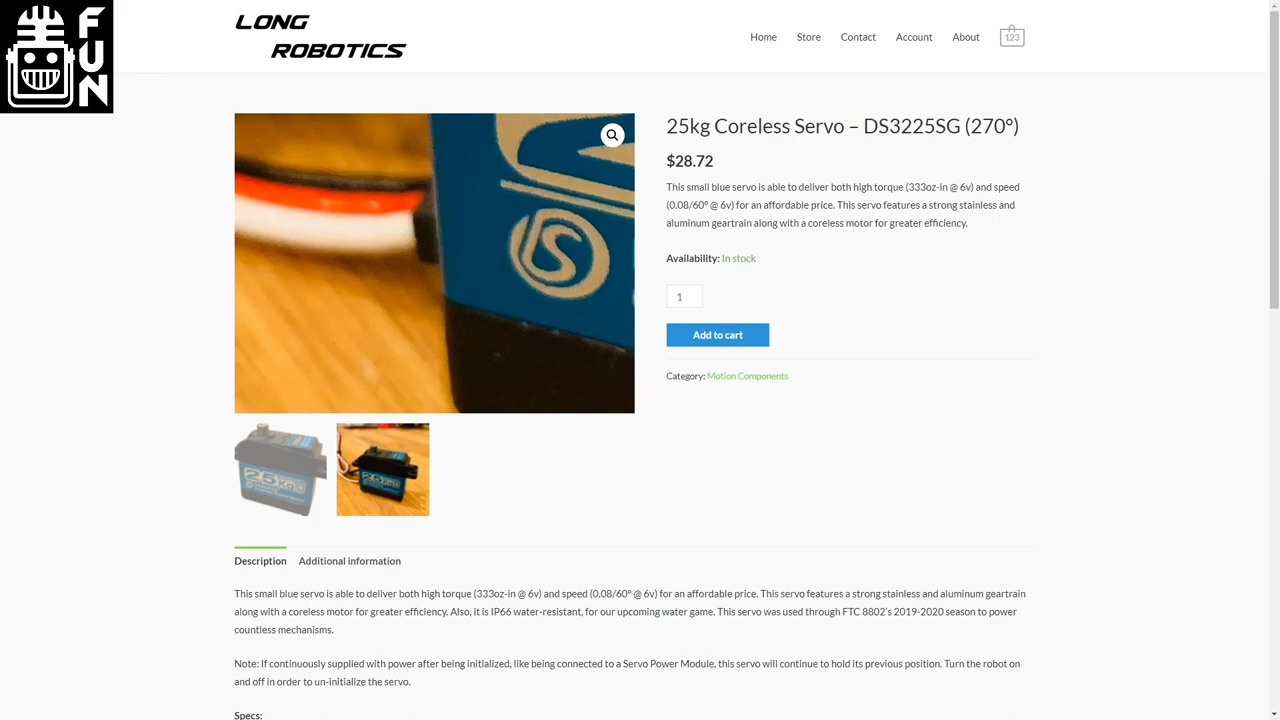 FUN
LONG
ROBOTICS
Home Store Contact Account About 123
25kg Coreless Servo – DS3225SG (270°)
$28.72
This small blue servo is able to deliver both high torque (333oz-in @ 6v) and speed
(0.08/60° @ 6v) for an affordable price. This servo features a strong stainless and
aluminum geartrain along with a coreless motor for greater efficiency.
Availability: In stock
1
Add to cart
Category: Motion Components
25Kg
Description Additional information
This small blue servo is able to deliver both high torque (333oz-in @ 6v) and speed (0.08/60° @ 6v) for an affordable price. This servo features a strong stainless and aluminum geartrain
along with a coreless motor for greater efficiency. Also, it is IP66 water-resistant, for our upcoming water game. This servo was used through FTC 8802's 2019-2020 season to power
countless mechanisms.
Note: If continuously supplied with power after being initialized, like being connected to a Servo Power Module, this servo will continue to hold its previous position. Turn the robot on
and off in order to un-initialize the servo.
Specs: